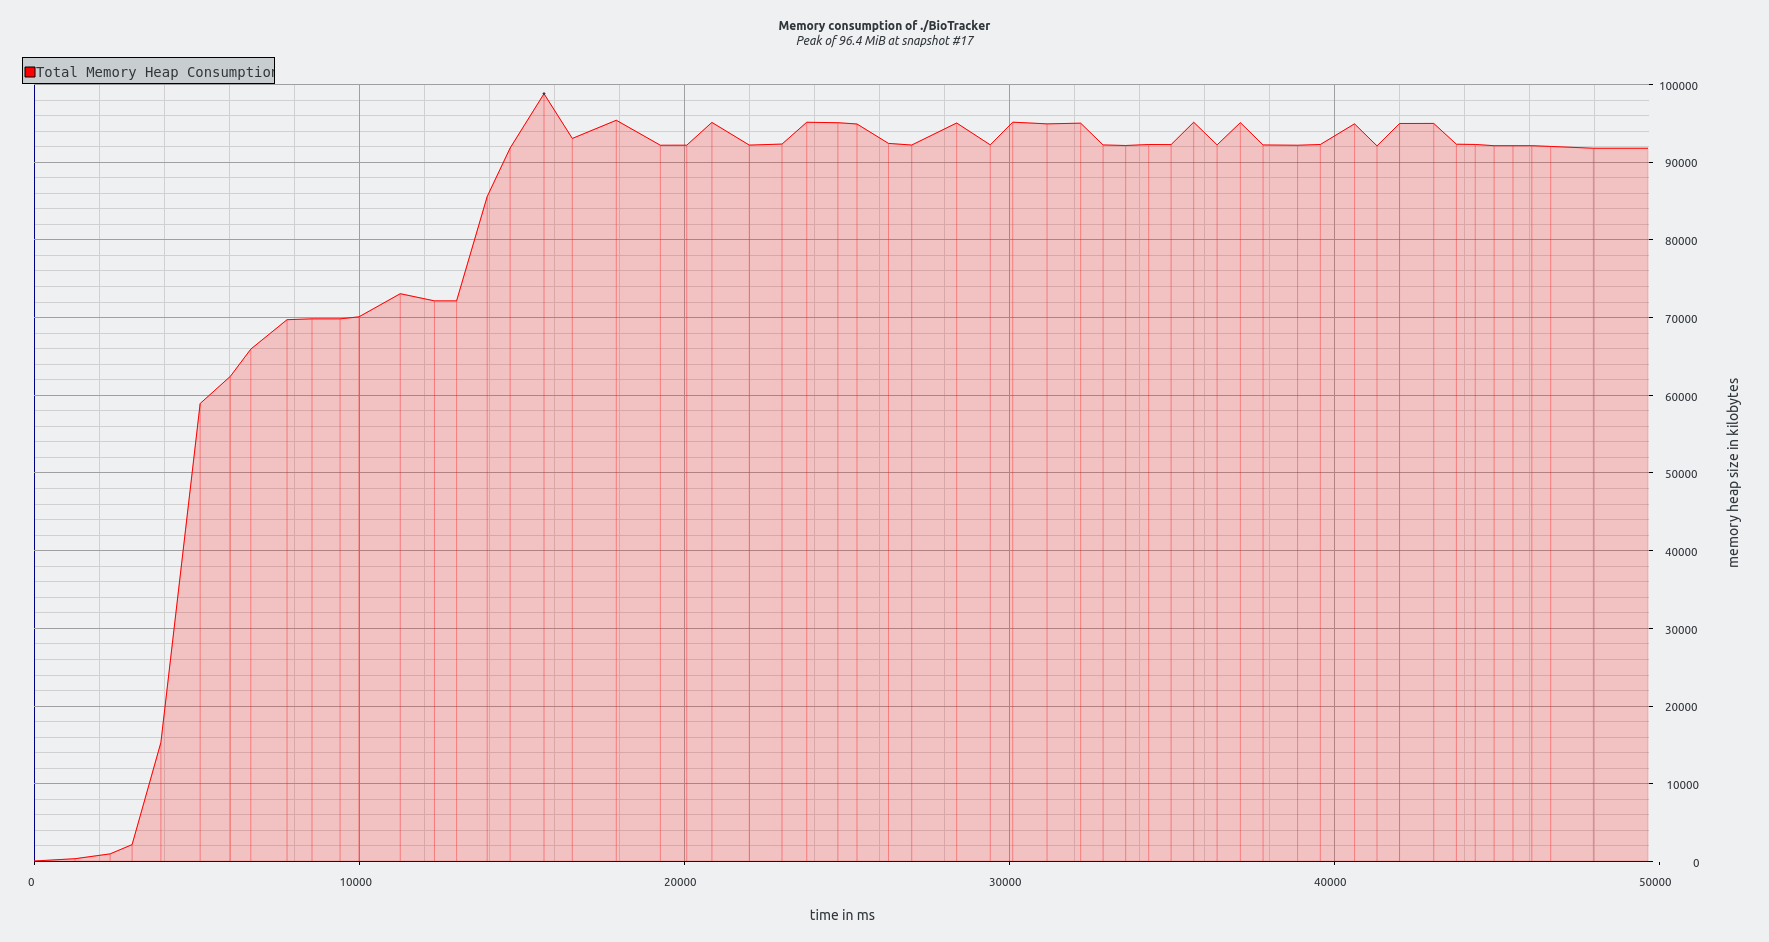 Memory consumption of ./BioTracker
Peak of 96.4 MiB at snapshot #17
Total Memory Heap Consumption
100000
90000
80000
70000
60000
50000
40000
30000
20000
10000
0
memory heap size in kilobytes
0 10000 20000 30000 40000 50000
time in ms